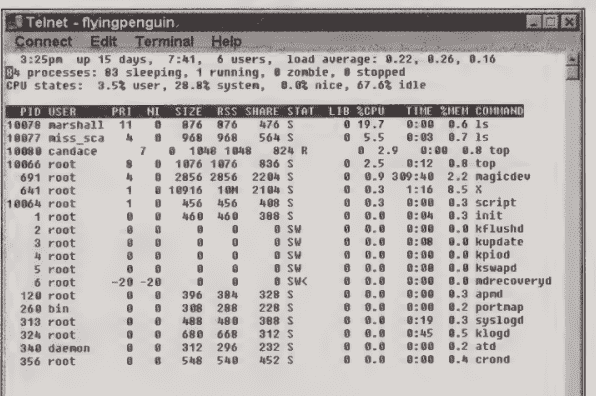 Telnet - flyingpenguin
Connect Edit Terminal Help
3:25pm up 15 days, 7:41, 6 users, load average: 0.22, 0.26, 0.16
84 processes: 83 sleeping, 1 running, 0 zombie, 0 stopped
CPU states: 3.5% user, 28.8% system, 0.0% nice, 67.6% idle
PID USER PRI NI SIZE RSS SHARE STAT LIB %CPU TIME %MEM COMMAND
10078 marshall 11 0 876 876 476 S 0 19.7 0:00 0.6 ls
10077 miss_sca 4 0 968 968 564 S 0 5.5 0:03 0.7 ls
10080 candace 7 0 1048 1048 824 R 0 2.9 0:00 0.8 top
10066 root 8 0 1076 1076 836 S 0 2.5 0:12 0.8 top
691 root 4 0 2856 2856 2204 S 0 0.9 309:40 2.2 magicdev
641 root 1 0 10916 10M 2104 S 0 0.3 1:16 8.5 X
10064 root 1 0 456 456 408 S 0 0.3 0:00 0.3 script
1 root 0 0 460 460 388 S 0 0.0 0:04 0.3 init
2 root 0 0 0 0 0 SW 0 0.0 0:00 0.0 kflushd
3 root 0 0 0 0 0 SW 0 0.0 0:08 0.0 kupdate
4 root 0 0 0 0 0 SW 0 0.0 0:00 0.0 kpiod
5 root 0 0 0 0 0 SW 0 0.0 0:00 0.0 kswapd
6 root -20 -20 0 0 0 SW< 0 0.0 0:00 0.0 mdrecoveryd
120 root 0 0 396 384 328 S 0 0.0 0:00 0.3 apmd
260 bin 0 0 308 288 228 S 0 0.0 0:00 0.2 portmap
313 root 0 0 488 480 388 S 0 0.0 0:19 0.3 syslogd
324 root 0 0 680 668 312 S 0 0.0 0:45 0.5 klogd
340 daemon 0 0 312 296 232 S 0 0.0 0:00 0.2 atd
356 root 0 0 548 540 452 S 0 0.0 0:00 0.4 crond